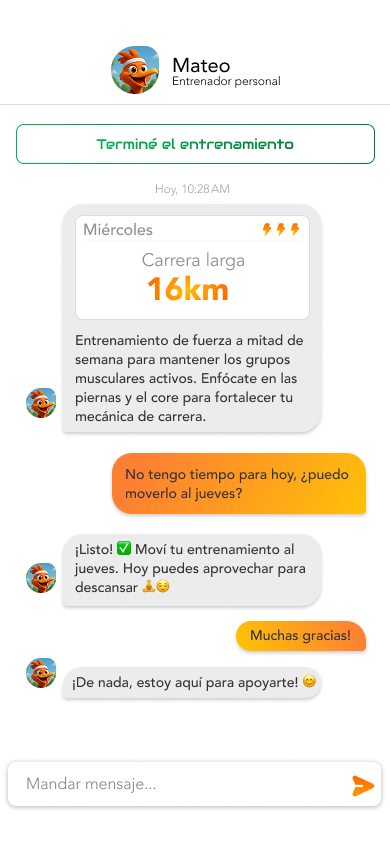 Mateo
Entrenador personal
Terminé el entrenamiento
Hoy, 10:28 AM
Miércoles
Carrera larga
16km
Entrenamiento de fuerza a mitad de
semana para mantener los grupos
musculares activos. Enfócate en las
piernas y el core para fortalecer tu
mecánica de carrera.
No tengo tiempo para hoy, ¿puedo
moverlo al jueves?
¡Listo! ✅ Moví tu entrenamiento al
jueves. Hoy puedes aprovechar para
descansar 🧘😌
Muchas gracias!
¡De nada, estoy aquí para apoyarte! 😊
Mandar mensaje...